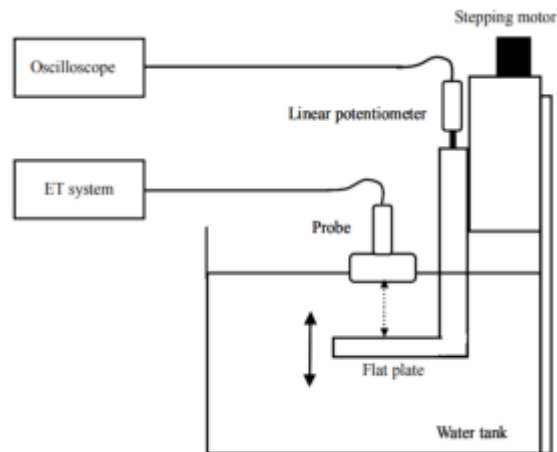 Stepping motor
Oscilloscope
Linear potentiometer
ET system
Probe
Flat plate
Water tank